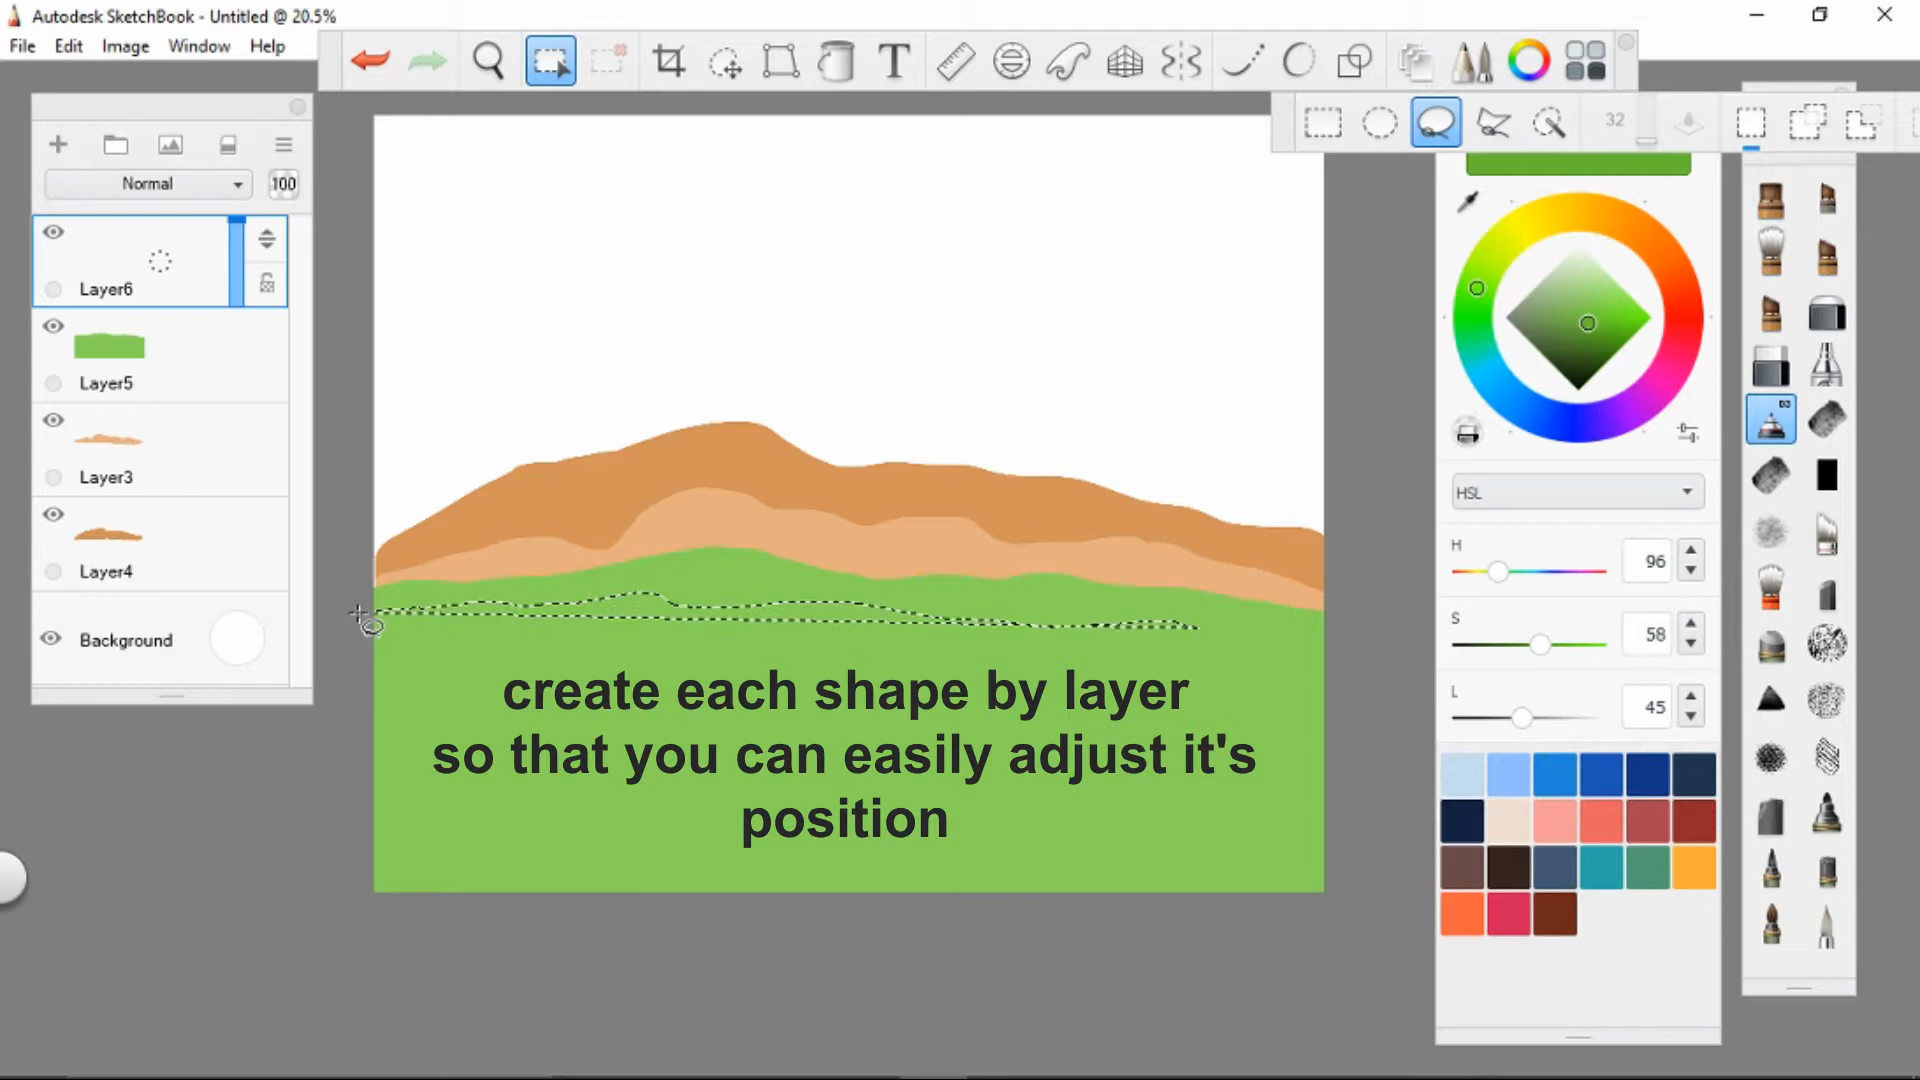 Autodesk SketchBook - Untitled @ 20.5%
File Edit Image Window Help
T
32
Normal 100
Layer6
Layer5
Layer3
Layer4
Background
HSL
H 96
S 58
L 45
create each shape by layer
so that you can easily adjust it's
position